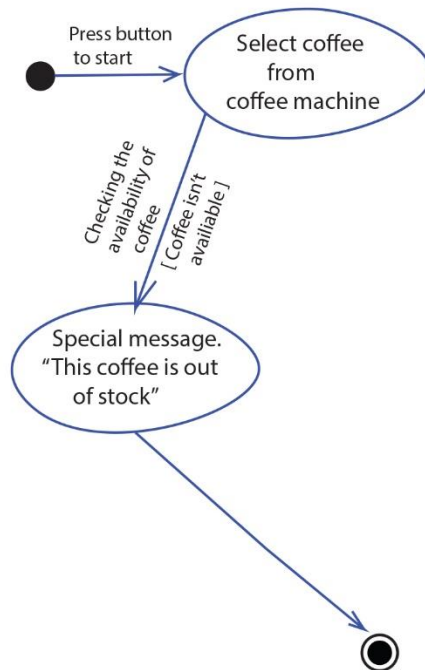 Press button
to start
Select coffee
from
coffee machine
Checking the
availability of
coffee
[ Coffee isn't
availiable ]
Special message.
“This coffee is out
of stock”